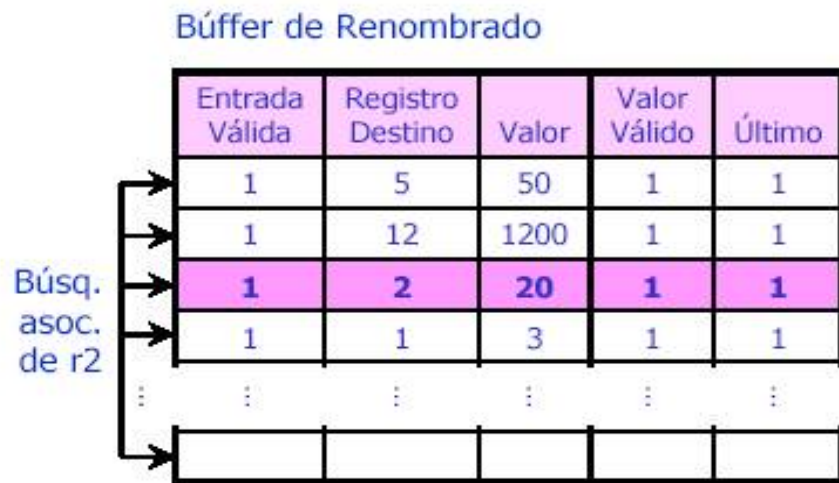 Búffer de Renombrado
Entrada Válida Registro Destino Valor Valor Válido Último
1 5 50 1 1
1 12 1200 1 1
1 2 20 1 1
1 1 3 1 1
⋮ ⋮ ⋮ ⋮ ⋮ ⋮
Búsq.
asoc.
de r2